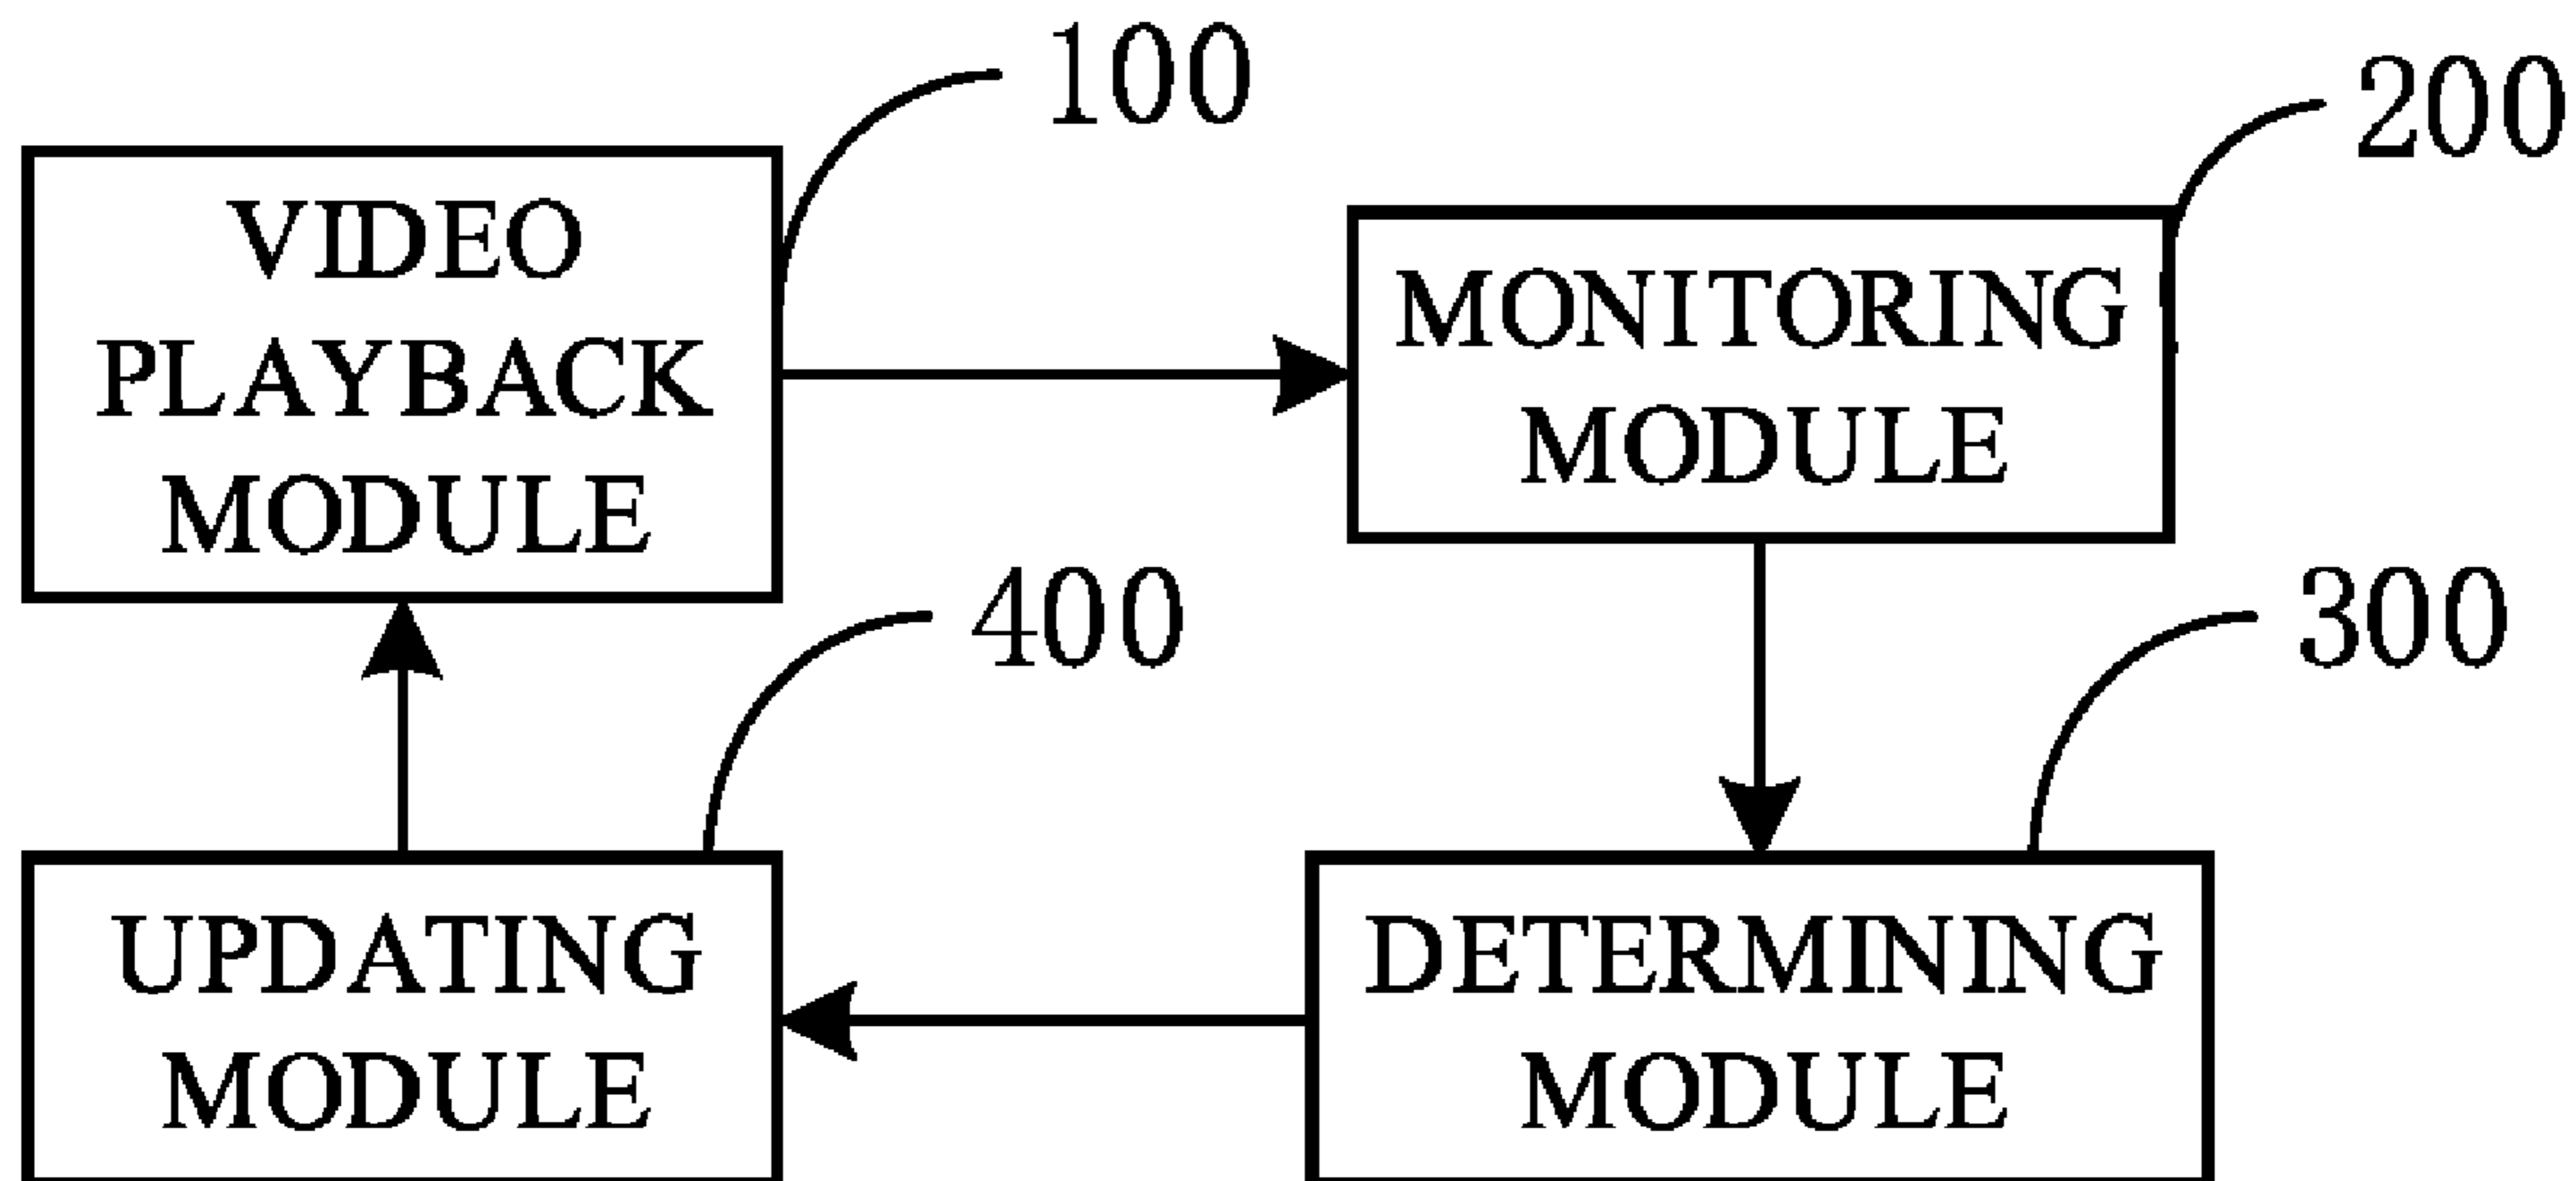 100
200
VIDEO
PLAYBACK
MODULE
MONITORING
MODULE
400
300
UPDATING
MODULE
DETERMINING
MODULE